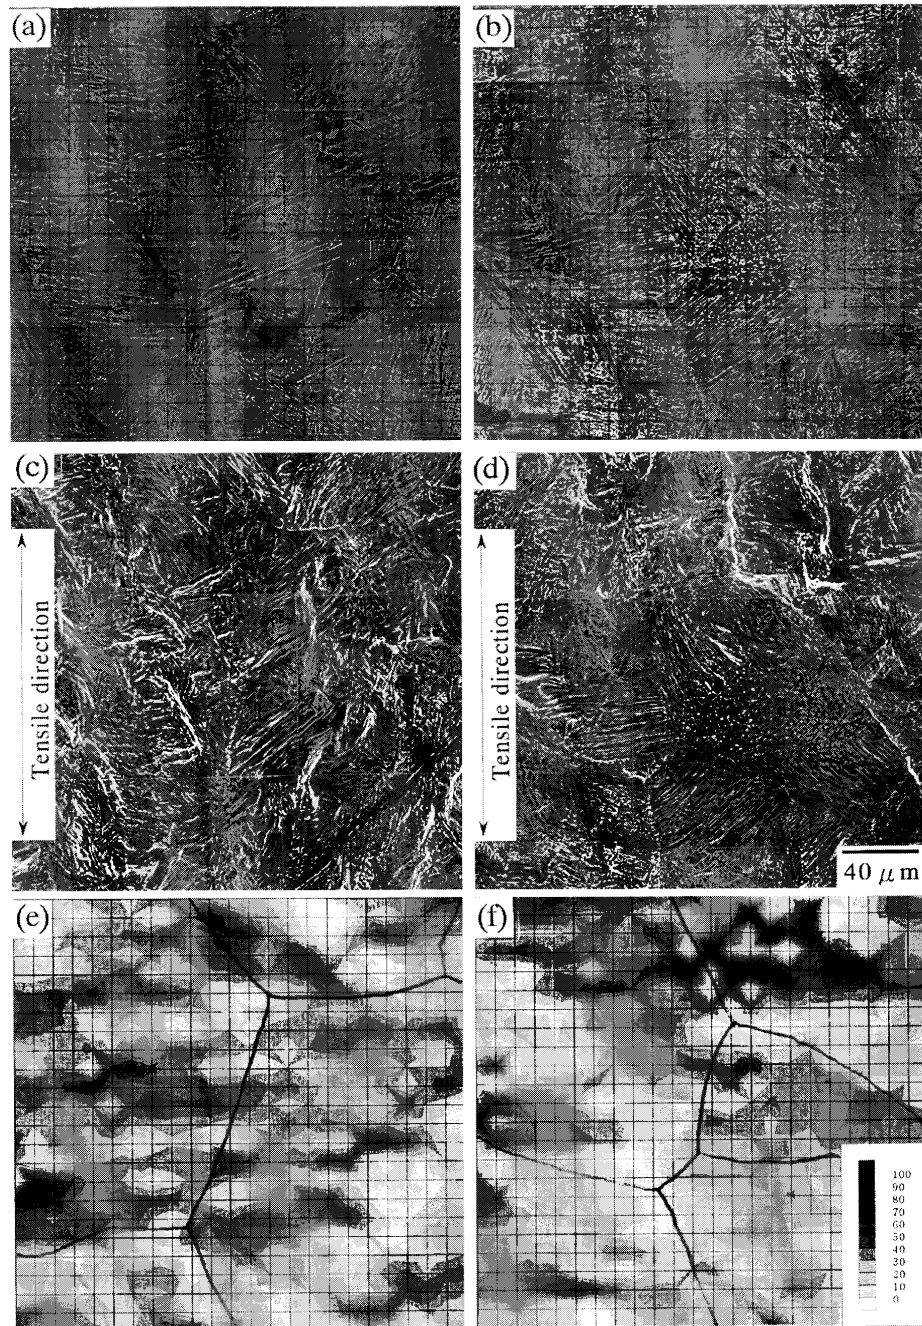 (a)
(b)
(c)
(d)
Tensile direction
Tensile direction
40 μm
(e)
(f)
100
90
80
70
60
50
40
30
20
10
0